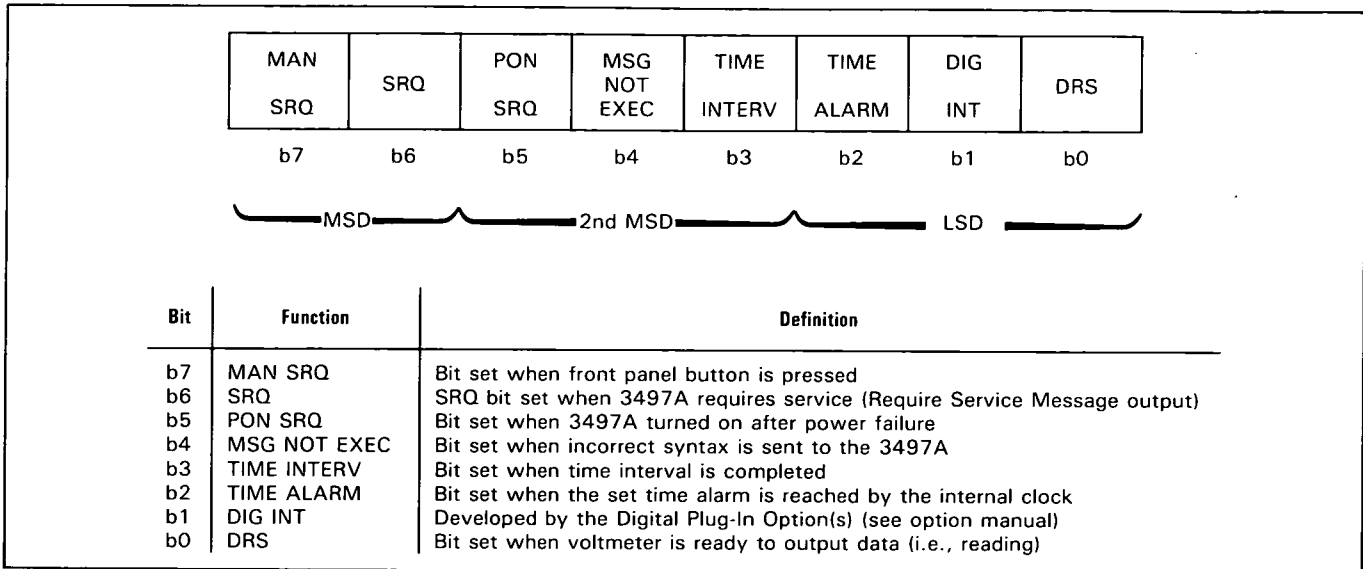 MAN SRQ SRQ PON SRQ MSG NOT EXEC TIME INTERV TIME ALARM DIG INT DRS
b7 b6 b5 b4 b3 b2 b1 b0
MSD 2nd MSD LSD
Bit Function Definition
b7 MAN SRQ Bit set when front panel button is pressed
b6 SRQ SRQ bit set when 3497A requires service (Require Service Message output)
b5 PON SRQ Bit set when 3497A turned on after power failure
b4 MSG NOT EXEC Bit set when incorrect syntax is sent to the 3497A
b3 TIME INTERV Bit set when time interval is completed
b2 TIME ALARM Bit set when the set time alarm is reached by the internal clock
b1 DIG INT Developed by the Digital Plug-In Option(s) (see option manual)
b0 DRS Bit set when voltmeter is ready to output data (i.e., reading)